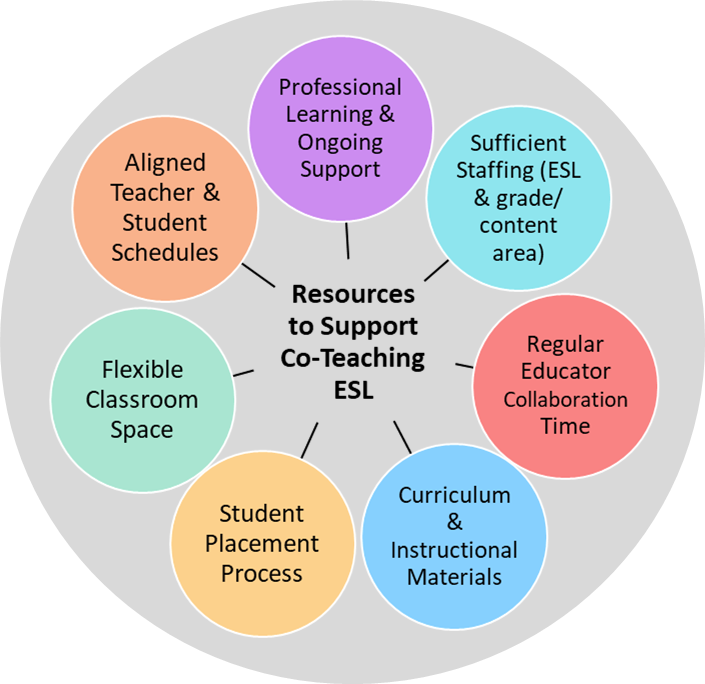 Professional
Learning &
Ongoing
Support
Sufficient
Staffing (ESL
& grade/
content
area)
Regular
Educator
Collaboration
Time
Curriculum
&
Instructional
Materials
Student
Placement
Process
Flexible
Classroom
Space
Aligned
Teacher &
Student
Schedules
Resources
to Support
Co-Teaching
ESL